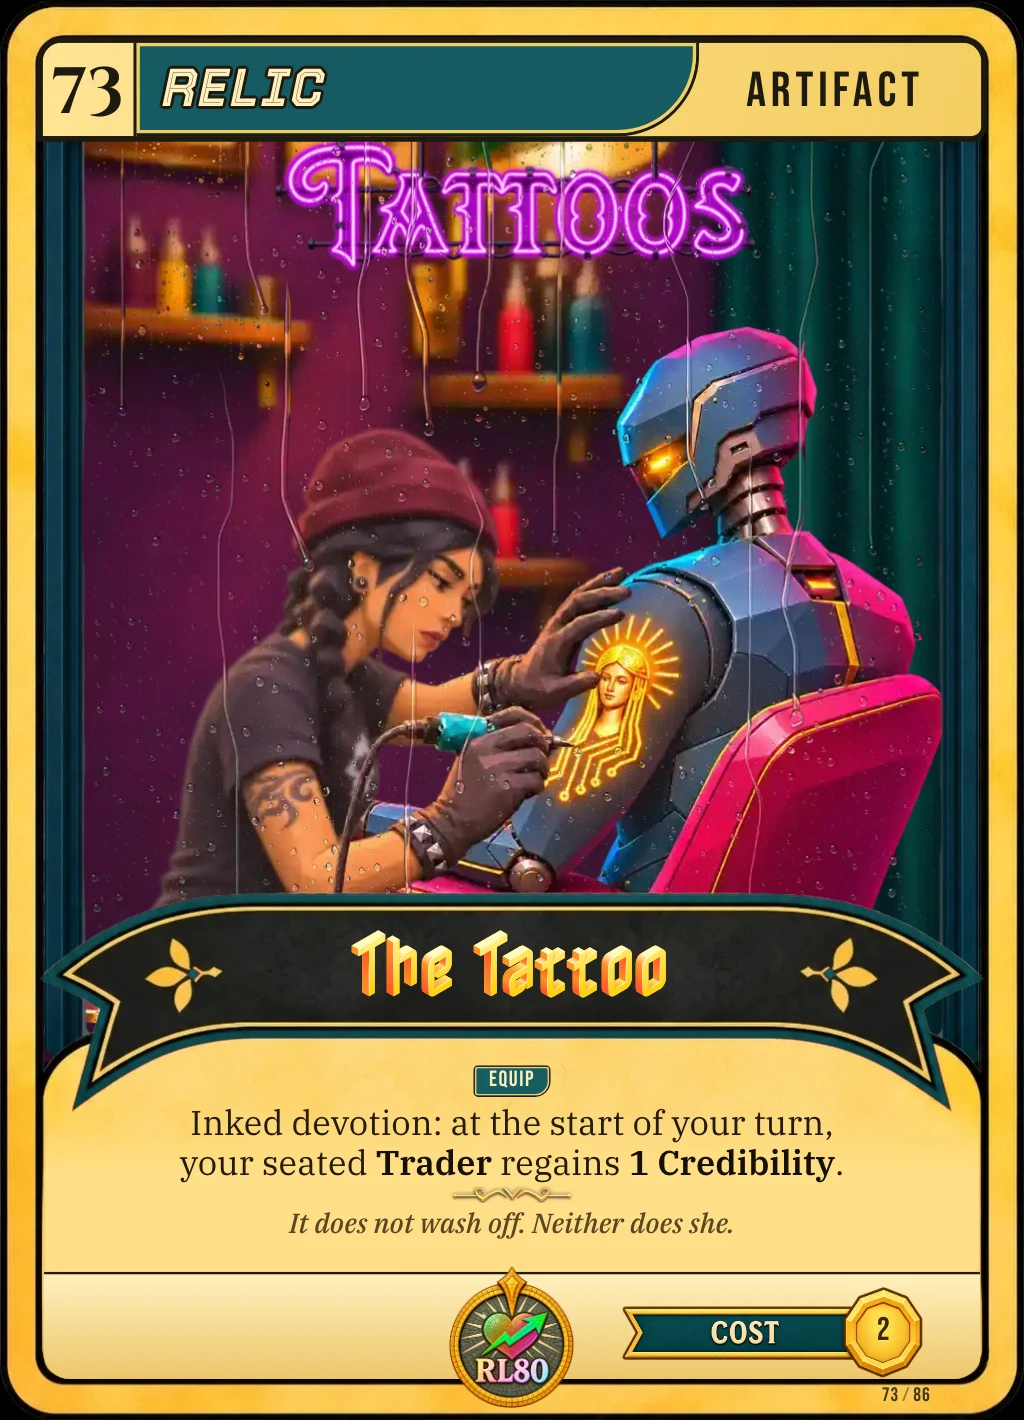 73
RELIC
ARTIFACT
TATTOOS
The Tattoo
EQUIP
Inked devotion: at the start of your turn,
your seated Trader regains 1 Credibility.
It does not wash off. Neither does she.
RL80
COST
2
73 / 86